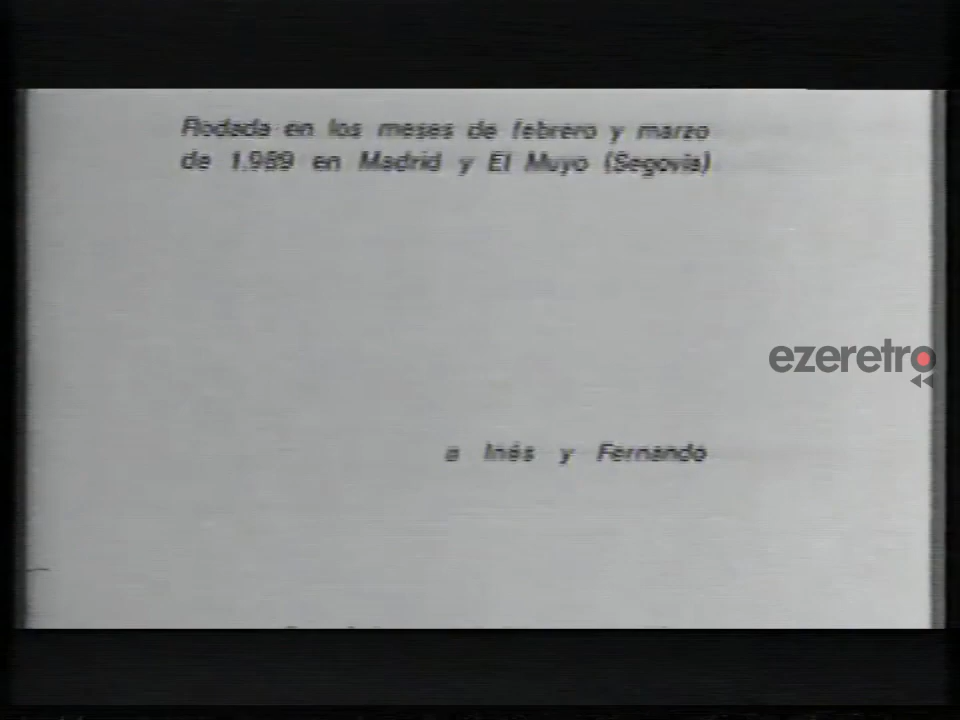 Rodada en los meses de febrero y marzo
de 1.989 en Madrid y El Muyo (Segovia)
ezeretro
a Inés y Fernando